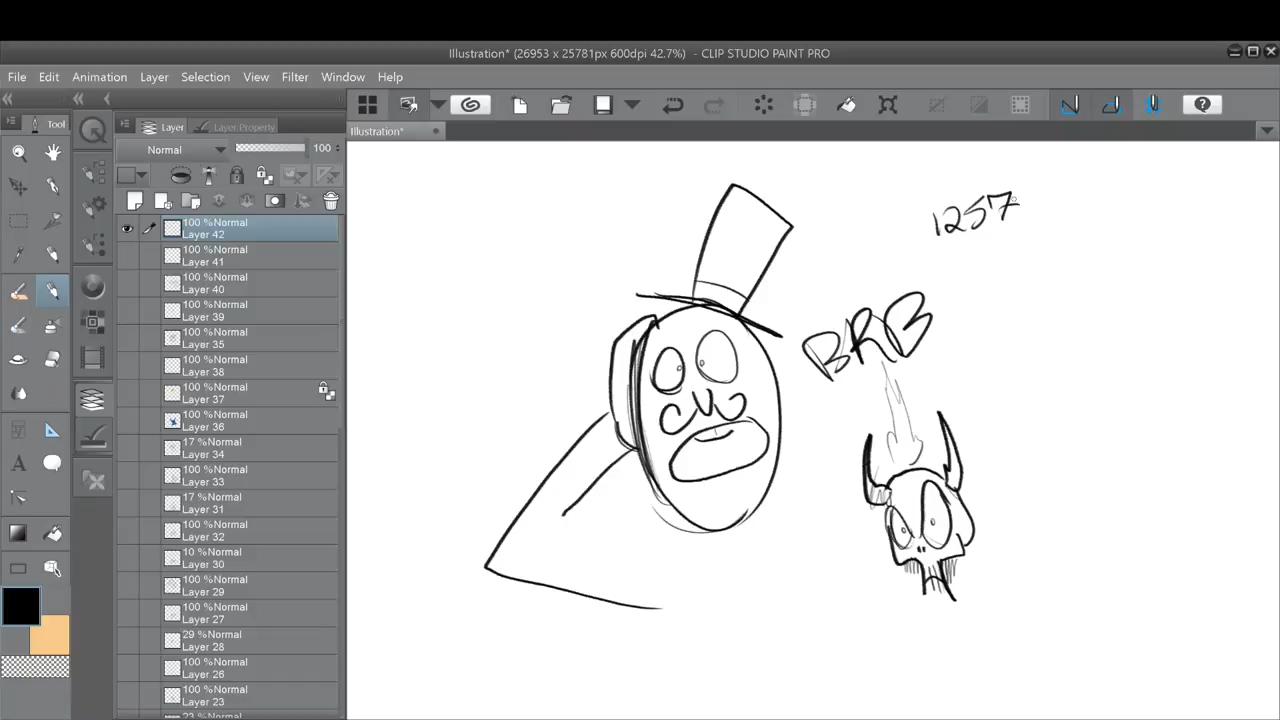 Illustration* (26953 x 25781px 600dpi 42.7%) - CLIP STUDIO PAINT PRO
File Edit Animation Layer Selection View Filter Window Help
Tool Layer Layer Property Illustration*
Normal 100
100 %Normal
Layer 42
100 %Normal
Layer 41
100 %Normal
Layer 40
100 %Normal
Layer 39
100 %Normal
Layer 35
100 %Normal
Layer 38
100 %Normal
Layer 37
100 %Normal
Layer 36
17 %Normal
Layer 34
100 %Normal
Layer 33
17 %Normal
Layer 31
100 %Normal
Layer 32
10 %Normal
Layer 30
100 %Normal
Layer 29
100 %Normal
Layer 27
29 %Normal
Layer 28
100 %Normal
Layer 26
100 %Normal
Layer 23
23 %Normal
1257
BRB